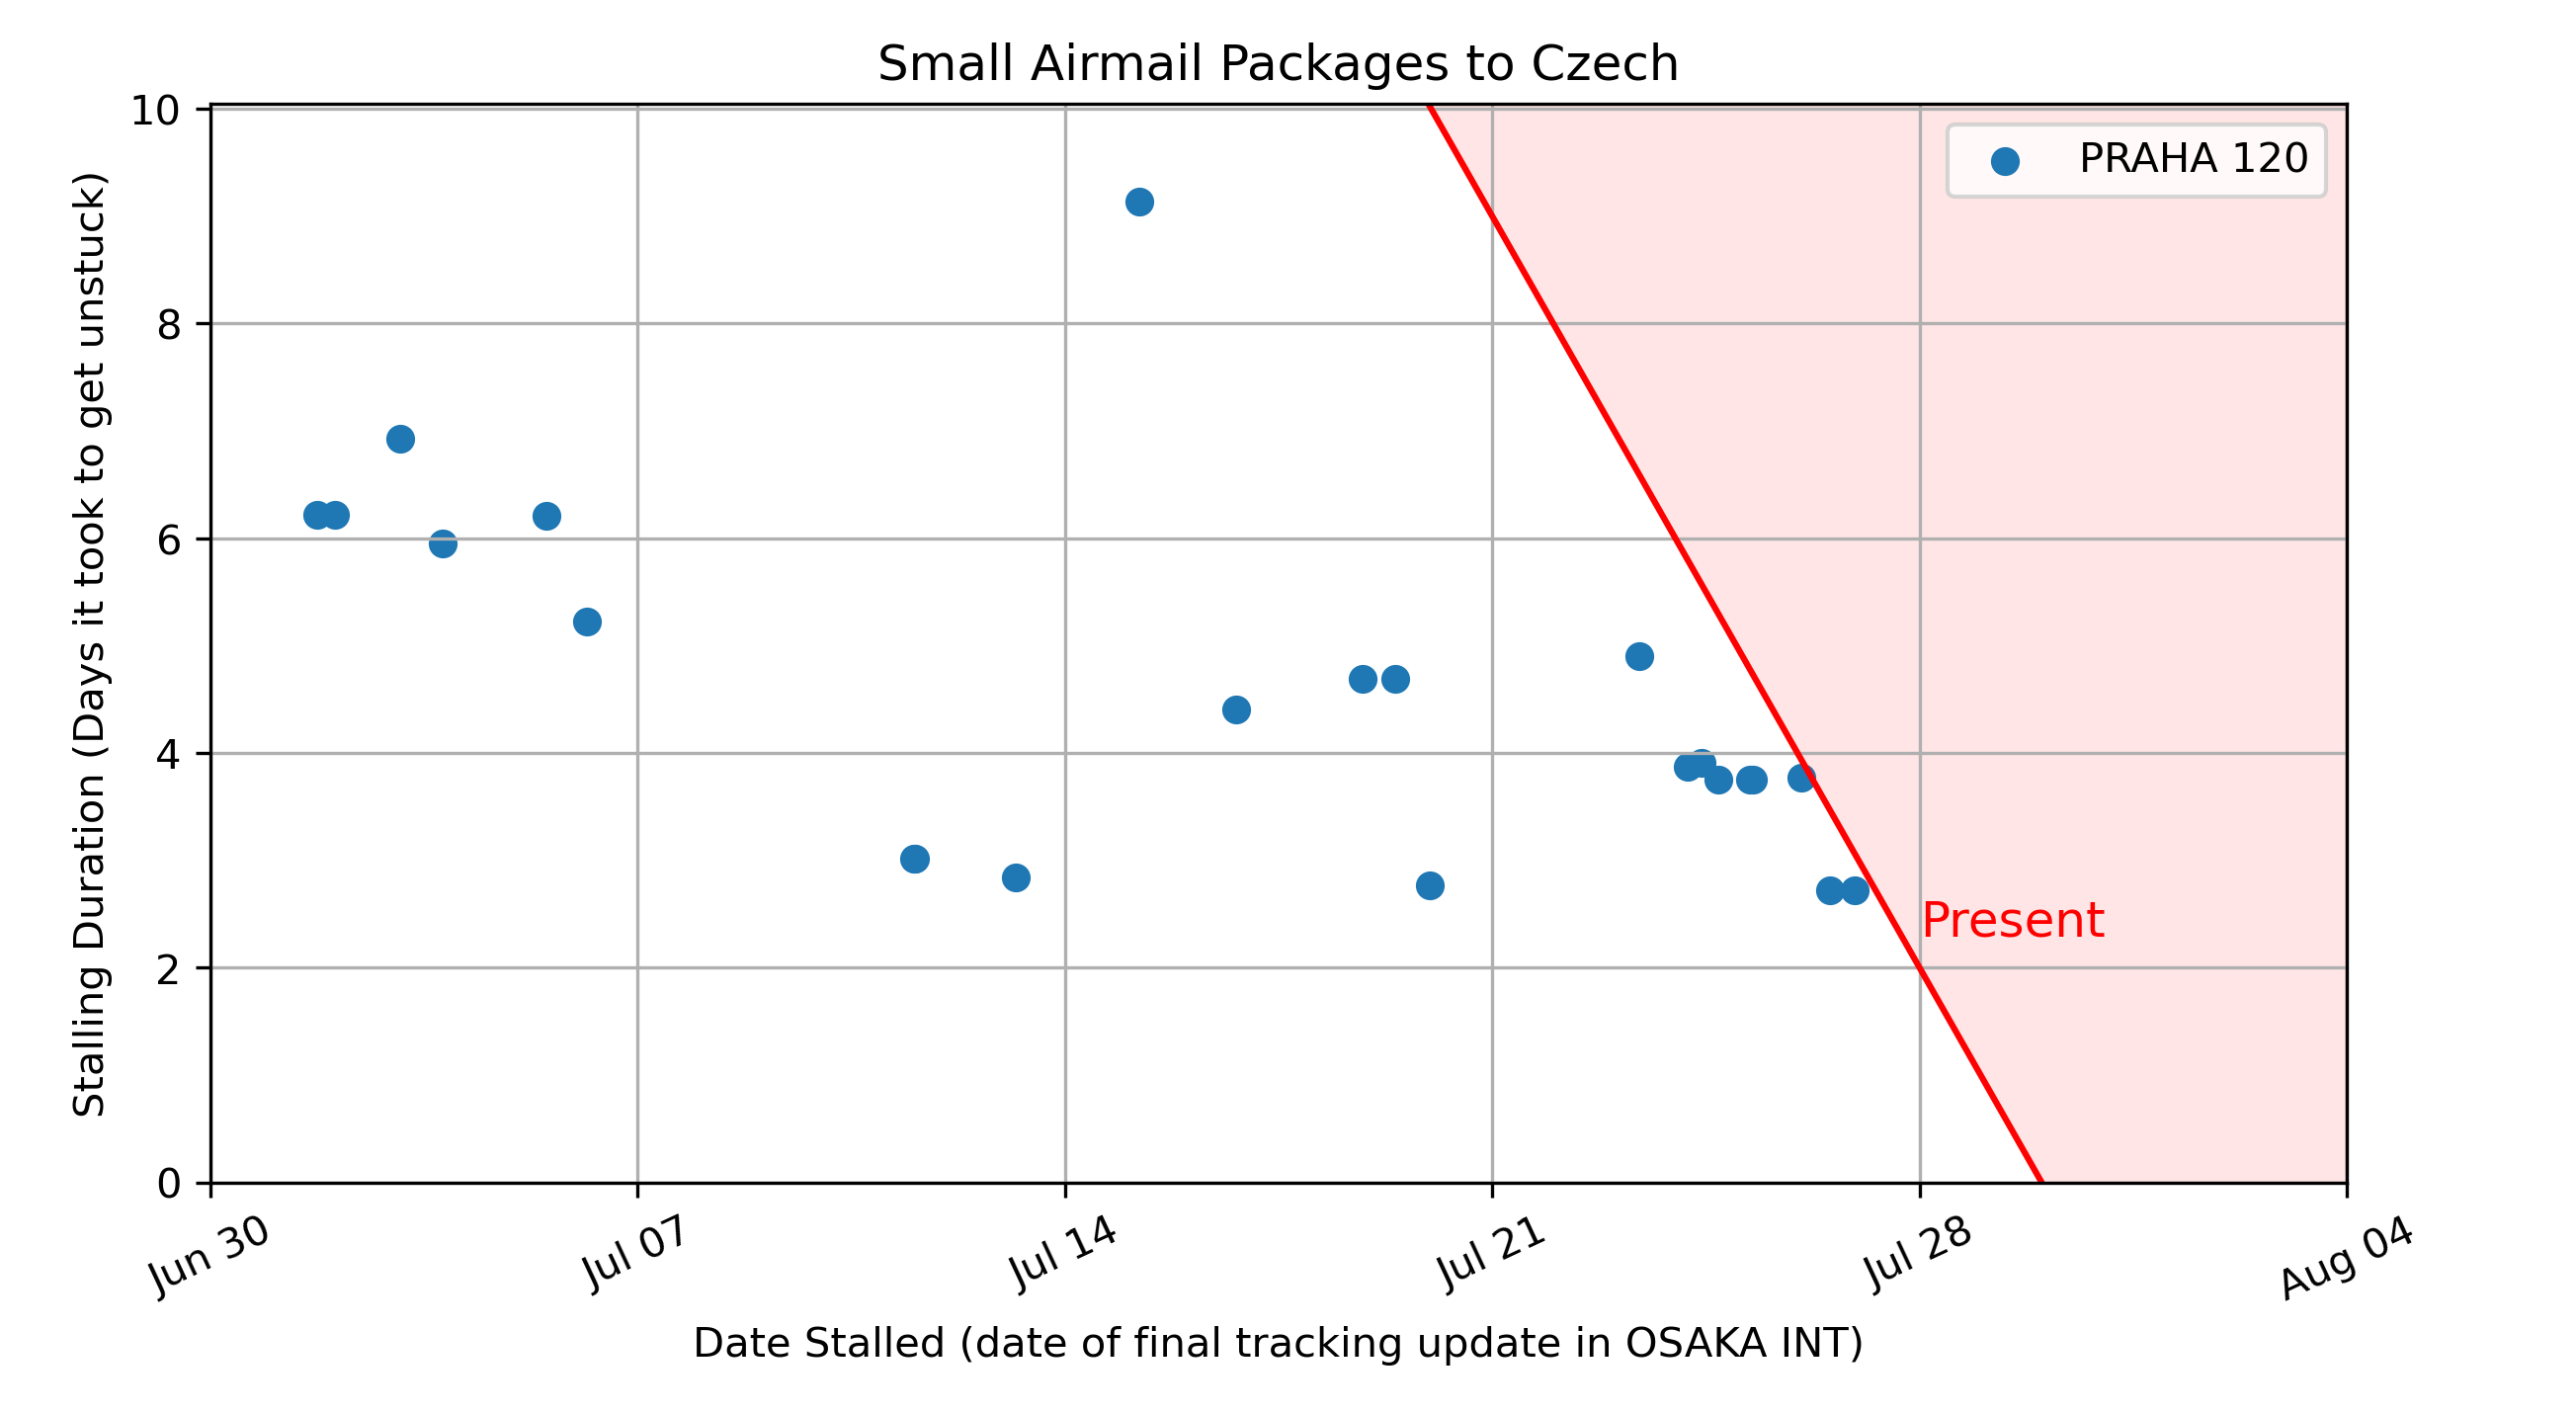 Small Airmail Packages to Czech
Stalling Duration (Days it took to get unstuck)
10
8
6
4
2
0
PRAHA 120
Present
Jun 30
Jul 07
Jul 14
Jul 21
Jul 28
Aug 04
Date Stalled (date of final tracking update in OSAKA INT)